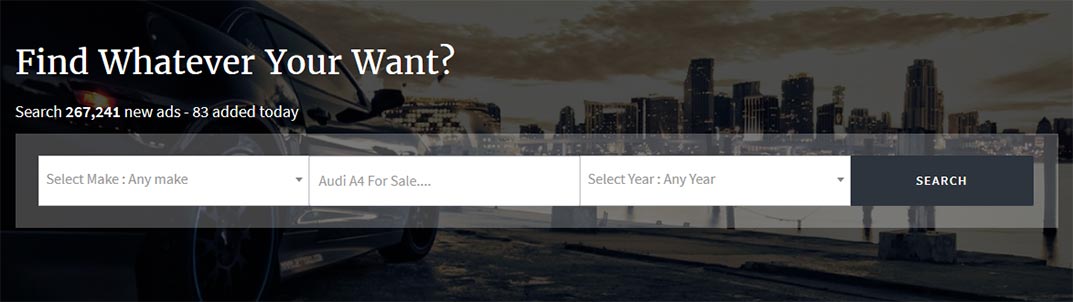 Find Whatever Your Want?
Search 267,241 new ads - 83 added today
Select Make : Any make
Audi A4 For Sale....
Select Year : Any Year
SEARCH